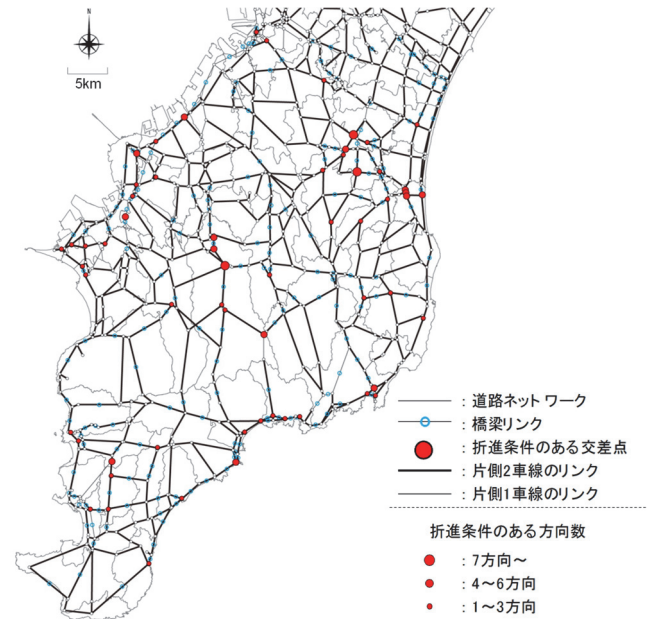 N
5km
: 道路ネットワーク
: 橋梁リンク
: 折進条件のある交差点
: 片側2車線のリンク
: 片側1車線のリンク
折進条件のある方向数
: 7方向~
: 4~6方向
: 1~3方向